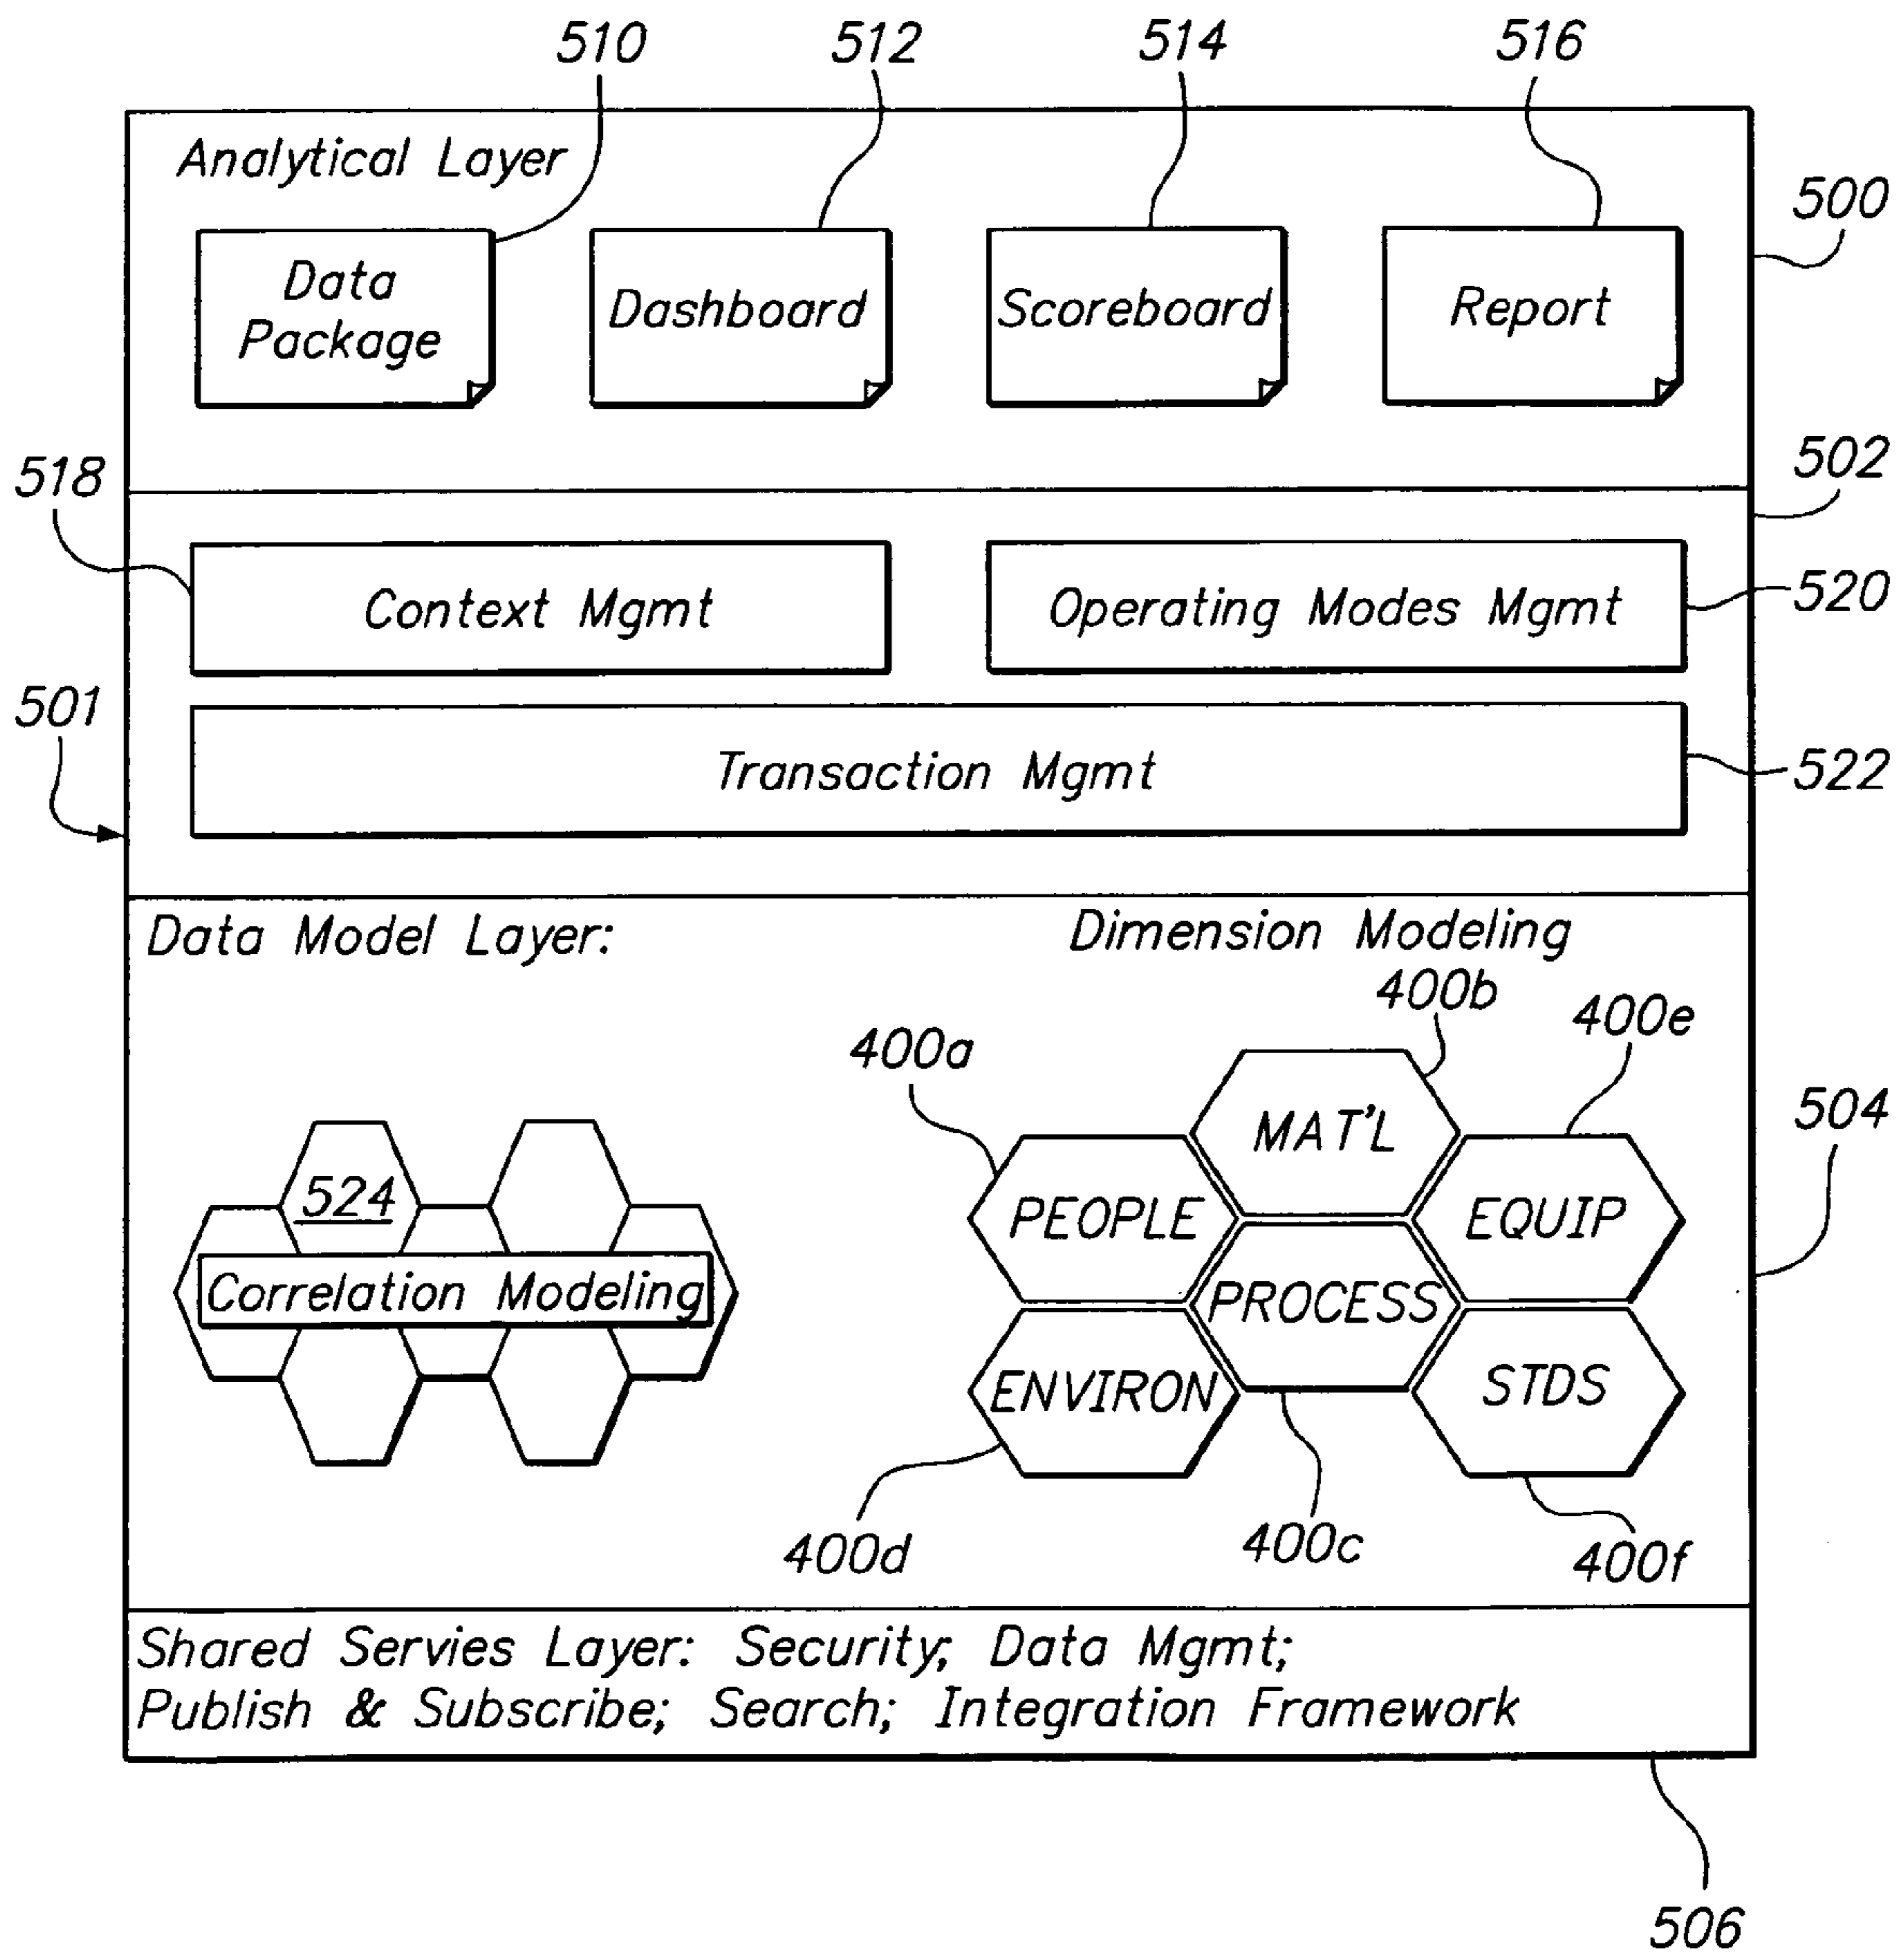 510
512
514
516
Analytical Layer
500
Data
Package
Dashboard
Scoreboard
Report
502
518
Context Mgmt
Operating Modes Mgmt
520
501
Transaction Mgmt
522
Data Model Layer:
Dimension Modeling
400b
400e
400a
504
MAT'L
524
PEOPLE
EQUIP
Correlation Modeling
PROCESS
ENVIRON
STDS
400d
400c
400f
Shared Servies Layer: Security; Data Mgmt;
Publish & Subscribe; Search; Integration Framework
506